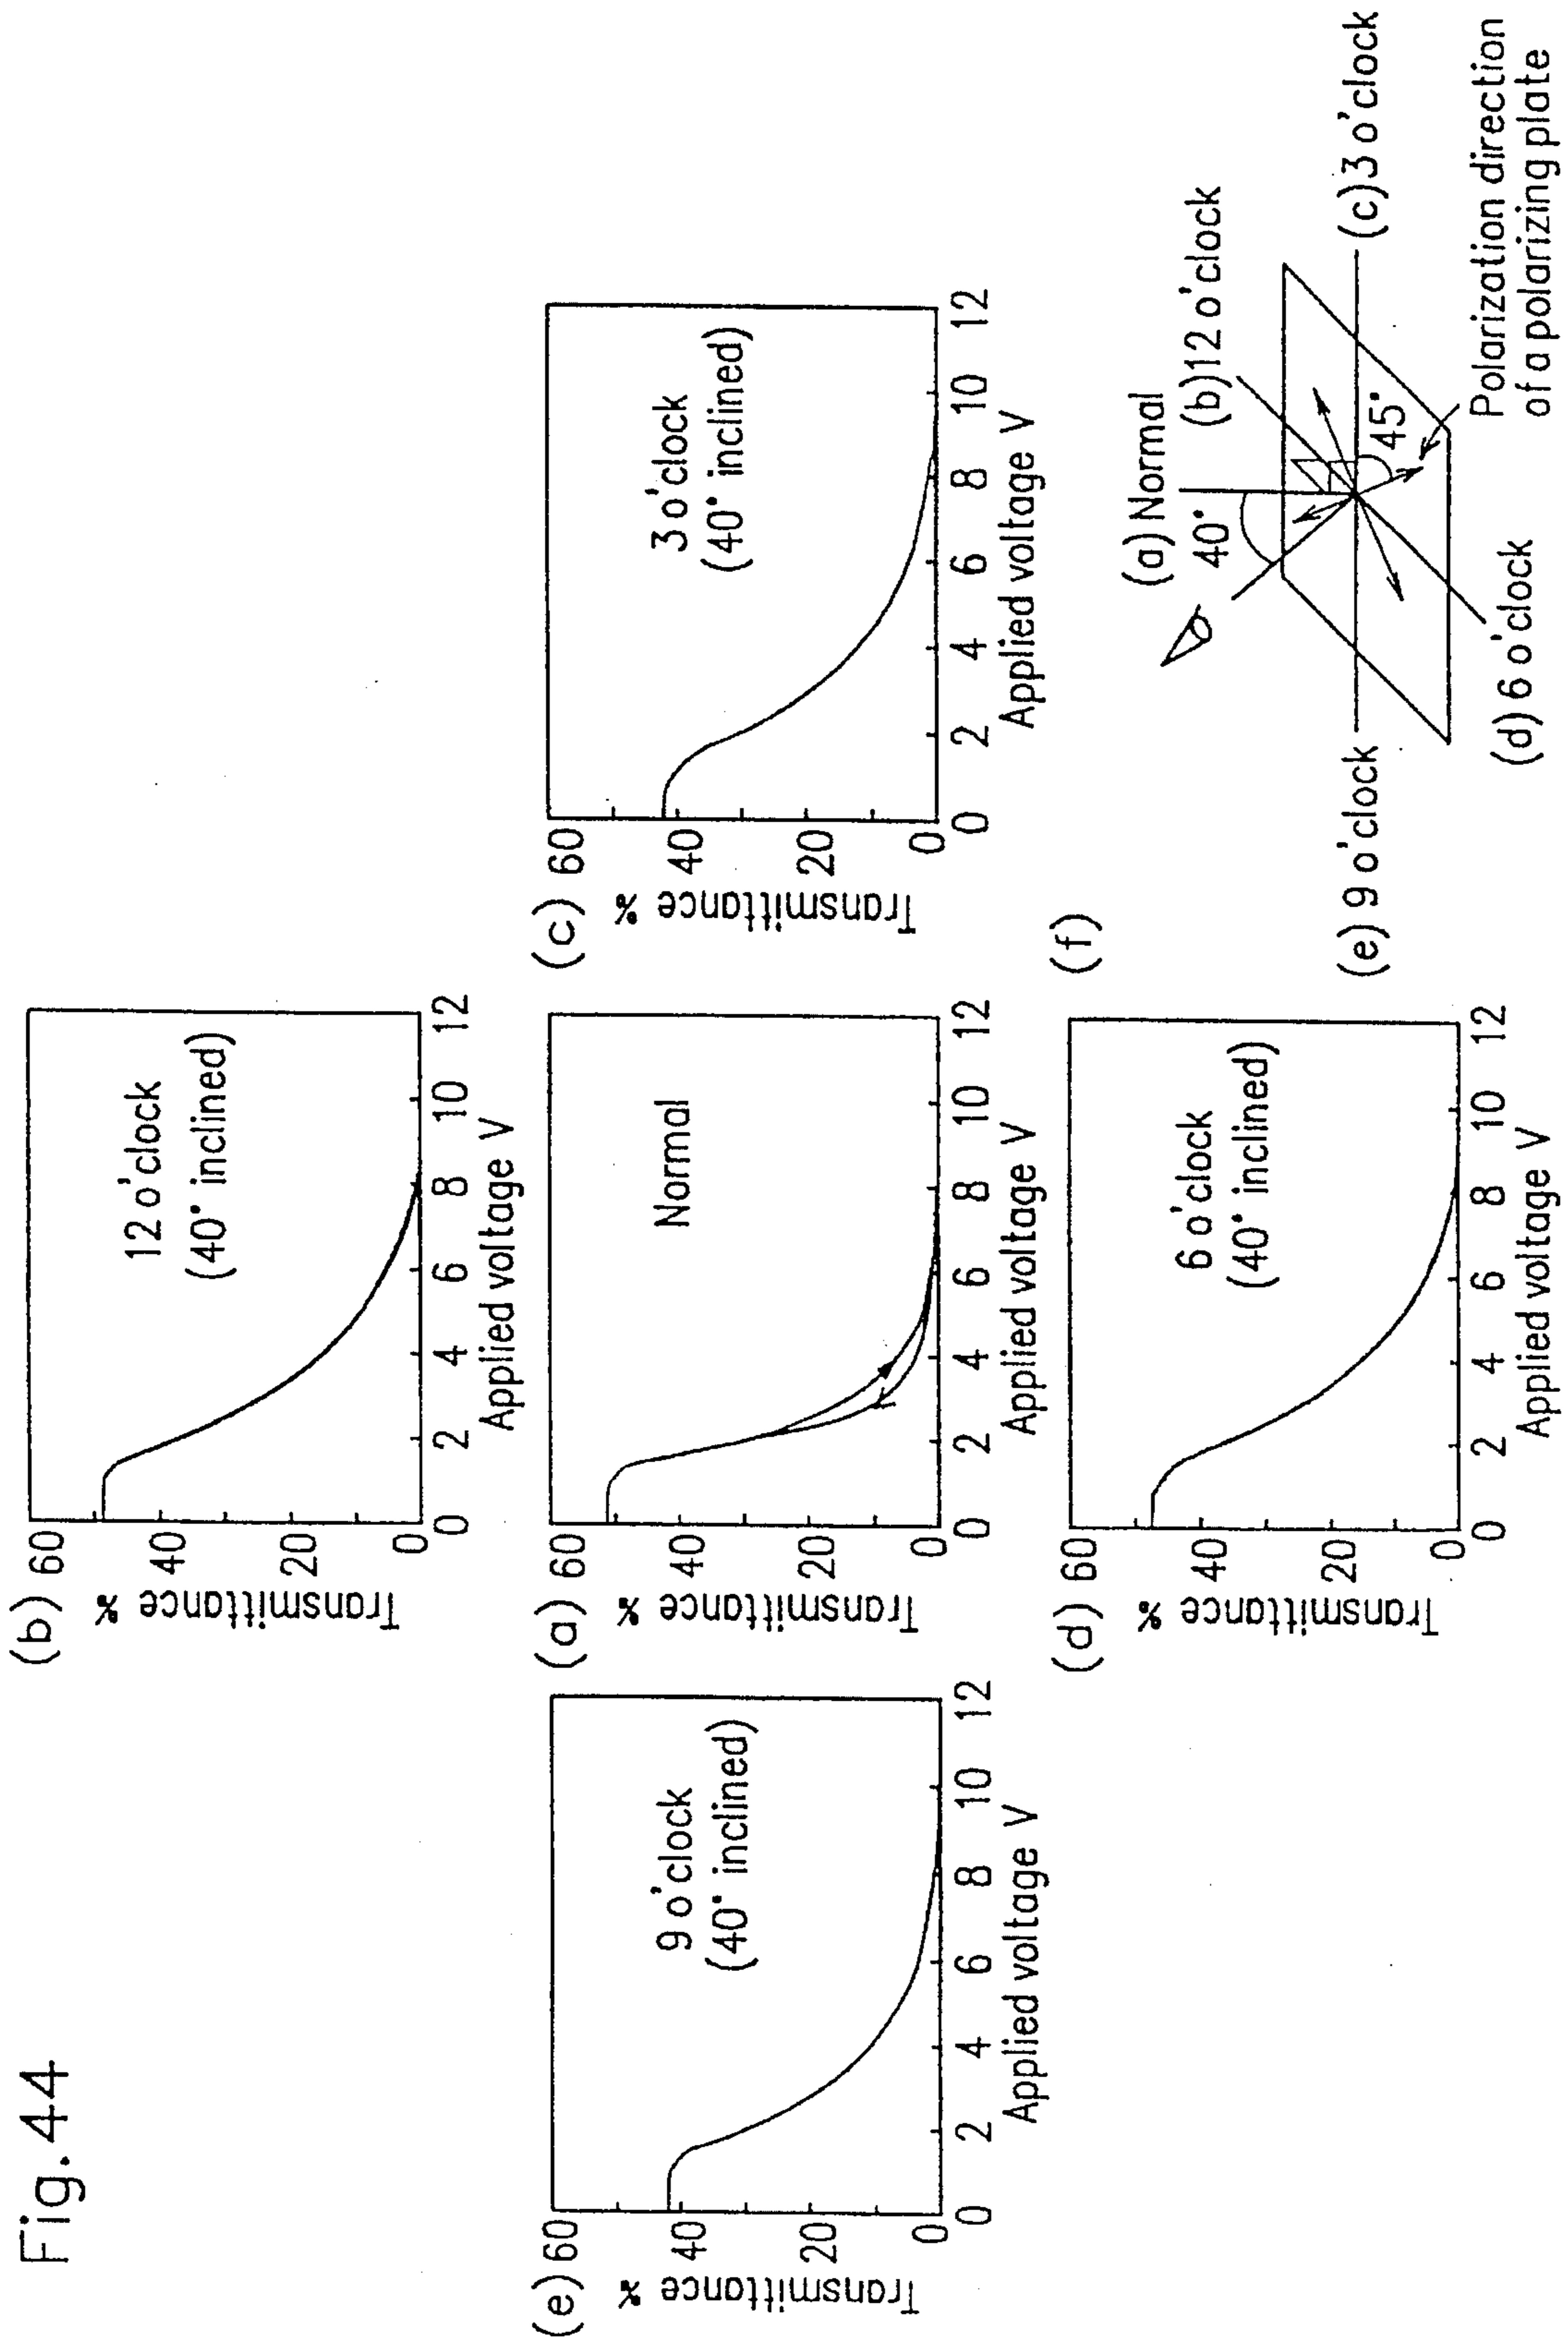 Fig.44
(b)
60
40
20
0
Transmittance %
12 o'clock
(40° inclined)
0 2 4 6 8 10 12
Applied voltage V
(e)
60
40
20
0
Transmittance %
9 o'clock
(40° inclined)
0 2 4 6 8 10 12
Applied voltage V
(a)
60
40
20
0
Transmittance %
Normal
0 2 4 6 8 10 12
Applied voltage V
(c)
60
40
20
0
Transmittance %
3 o'clock
(40° inclined)
0 2 4 6 8 10 12
Applied voltage V
(d)
60
40
20
0
Transmittance %
6 o'clock
(40° inclined)
0 2 4 6 8 10 12
Applied voltage V
(f)
(a) Normal
40°
(b)12 o'clock
(e) 9 o'clock
(c)3 o'clock
45°
(d) 6 o'clock
Polarization direction
of a polarizing plate